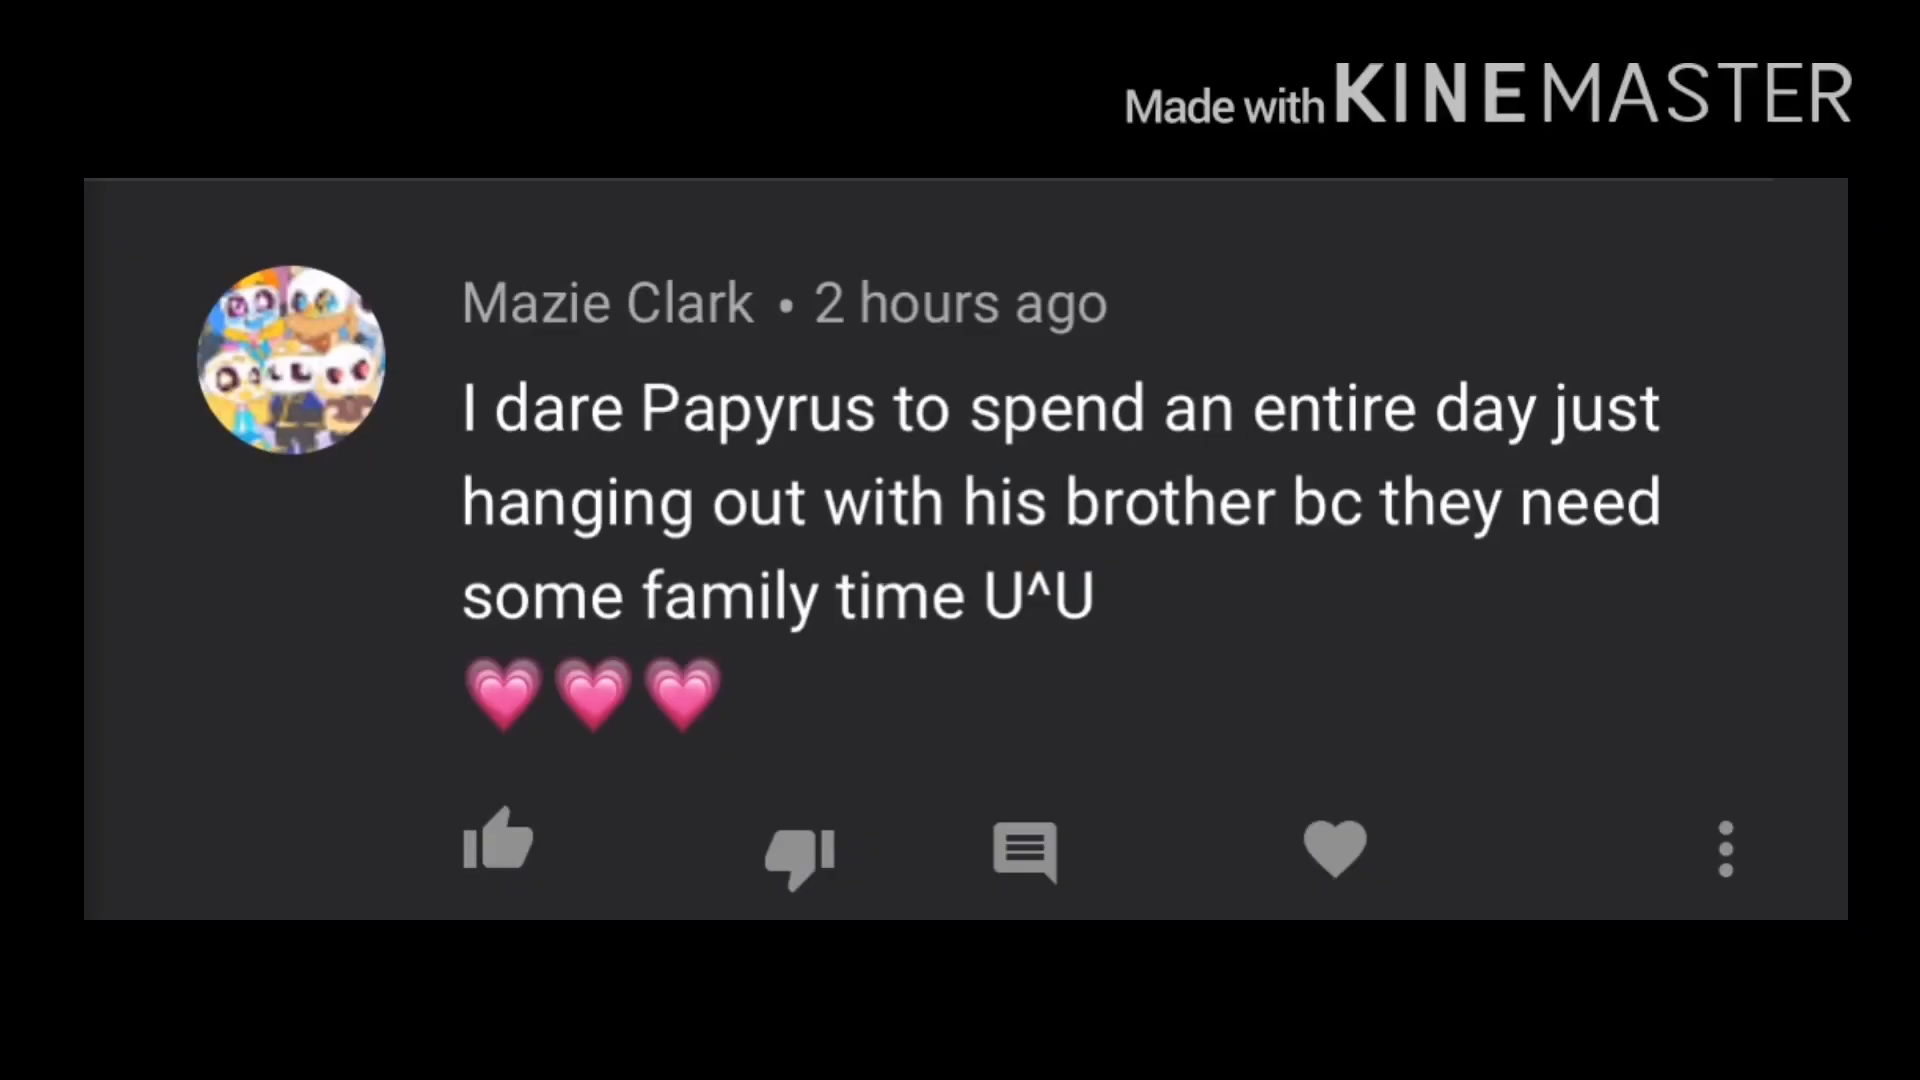 Made with KINEMASTER
Mazie Clark • 2 hours ago
I dare Papyrus to spend an entire day just
hanging out with his brother bc they need
some family time U^U
💗💗💗